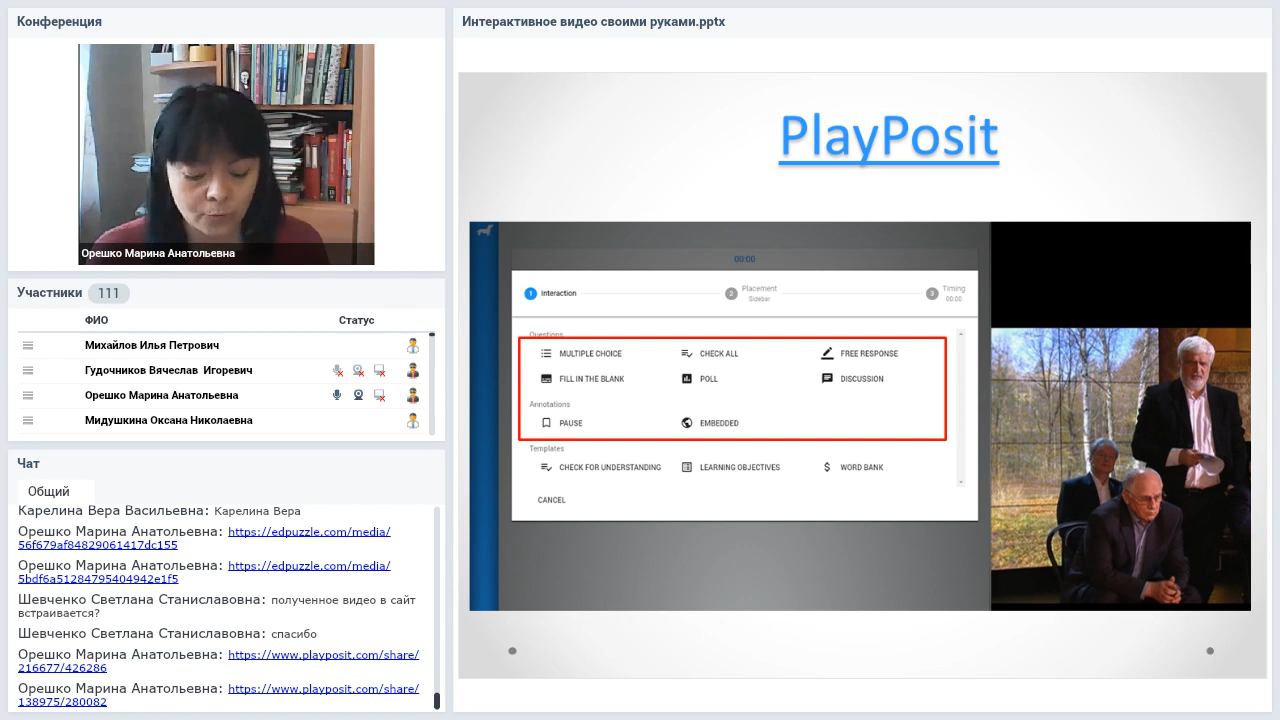 Конференция
Орешко Марина Анатольевна
Участники 111
ФИО Статус
Михайлов Илья Петрович
Гудочников Вячеслав Игоревич
Орешко Марина Анатольевна
Мидушкина Оксана Николаевна
Чат
Общий
Карелина Вера Васильевна: Карелина Вера
Орешко Марина Анатольевна: https://edpuzzle.com/media/
56f679af84829061417dc155
Орешко Марина Анатольевна: https://edpuzzle.com/media/
5bdf6a51284795404942e1f5
Шевченко Светлана Станиславовна: полученное видео в сайт
встраивается?
Шевченко Светлана Станиславовна: спасибо
Орешко Марина Анатольевна: https://www.playposit.com/share/
216677/426286
Орешко Марина Анатольевна: https://www.playposit.com/share/
138975/280082
Интерактивное видео своими руками.pptx
PlayPosit
00:00
1 Interaction 2 Placement 3 Timing
Sidebar 00:00
Questions
MULTIPLE CHOICE CHECK ALL FREE RESPONSE
FILL IN THE BLANK POLL DISCUSSION
Annotations
PAUSE EMBEDDED
Templates
CHECK FOR UNDERSTANDING LEARNING OBJECTIVES WORD BANK
CANCEL